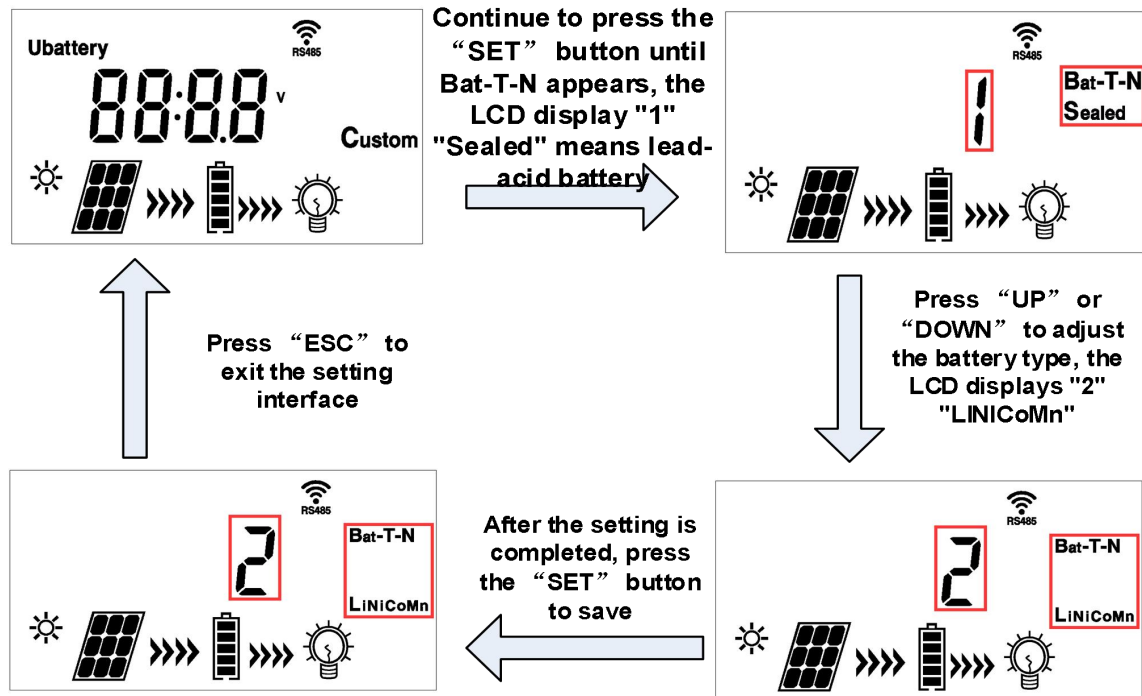 Ubattery
RS485
88:8.8 v
Custom
Continue to press the
“SET” button until
Bat-T-N appears, the
LCD display "1"
"Sealed" means lead-
acid battery
RS485
1
Bat-T-N
Sealed
Press “UP” or
“DOWN” to adjust
the battery type, the
LCD displays "2"
"LINICoMn"
RS485
2
Bat-T-N
LiNiCoMn
After the setting is
completed, press
the “SET” button
to save
RS485
2
Bat-T-N
LiNiCoMn
Press “ESC” to
exit the setting
interface